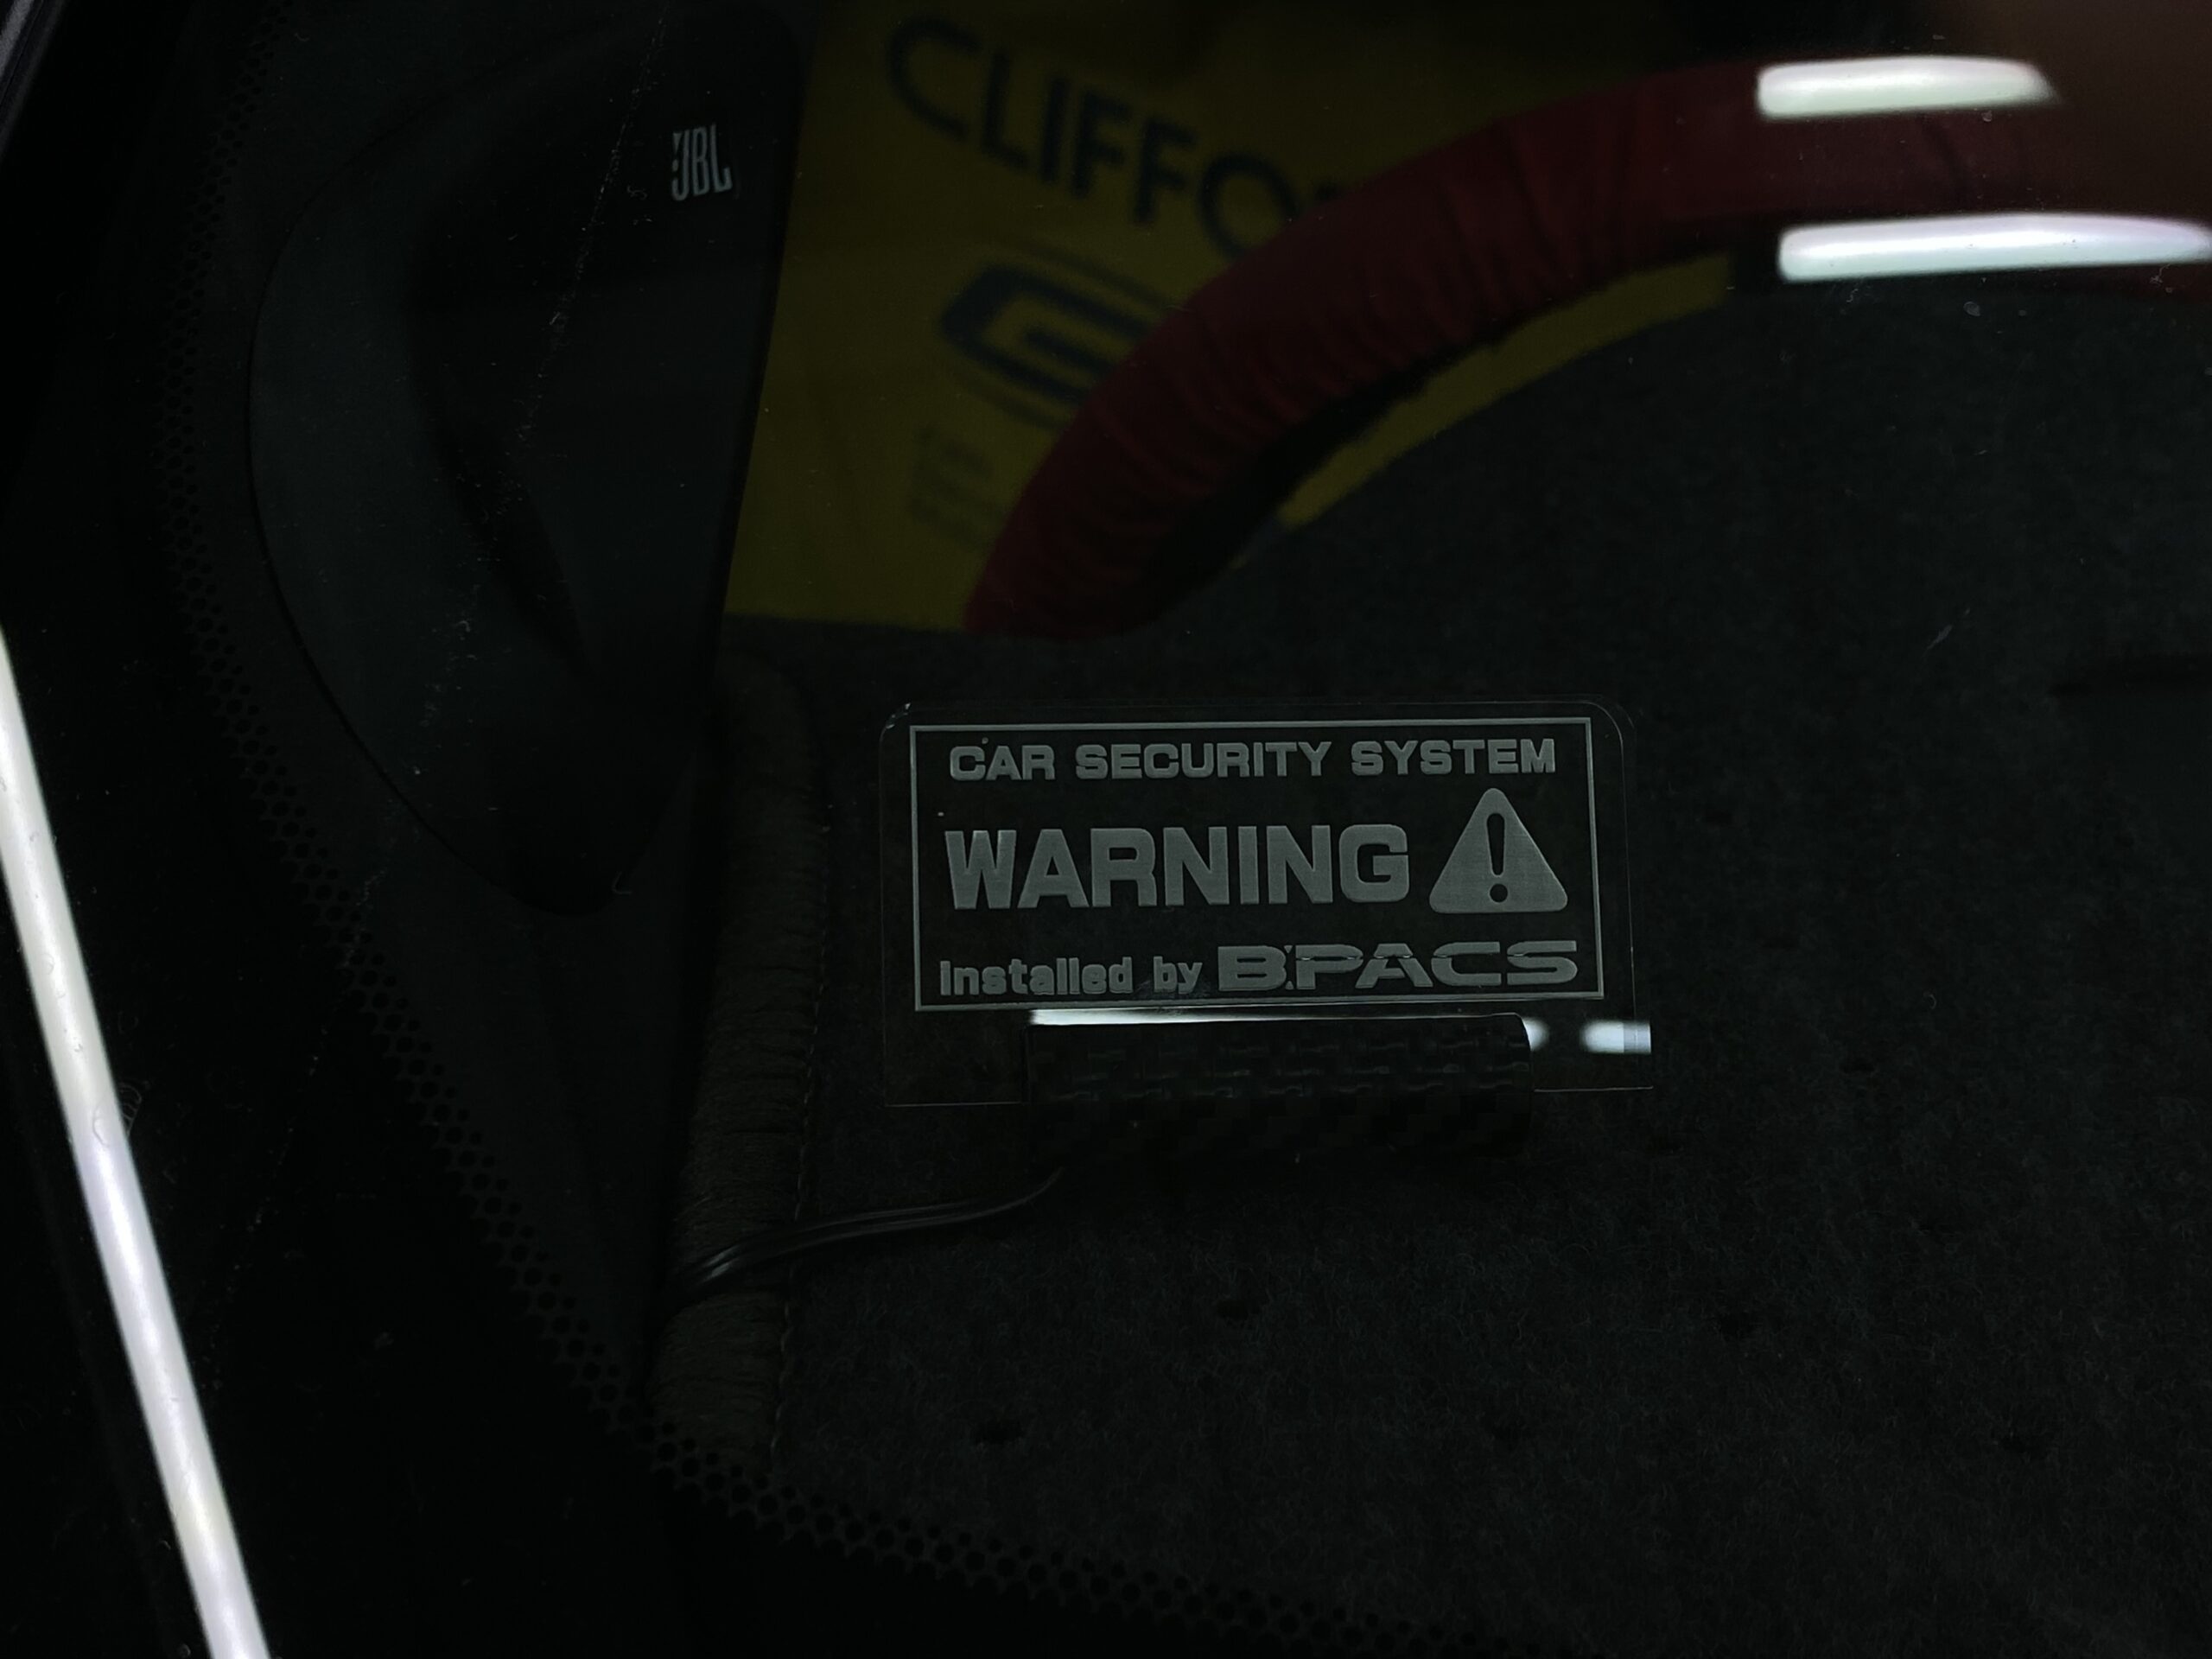 JBL
CLIFFO
CAR SECURITY SYSTEM
WARNING
Installed by B.PACS